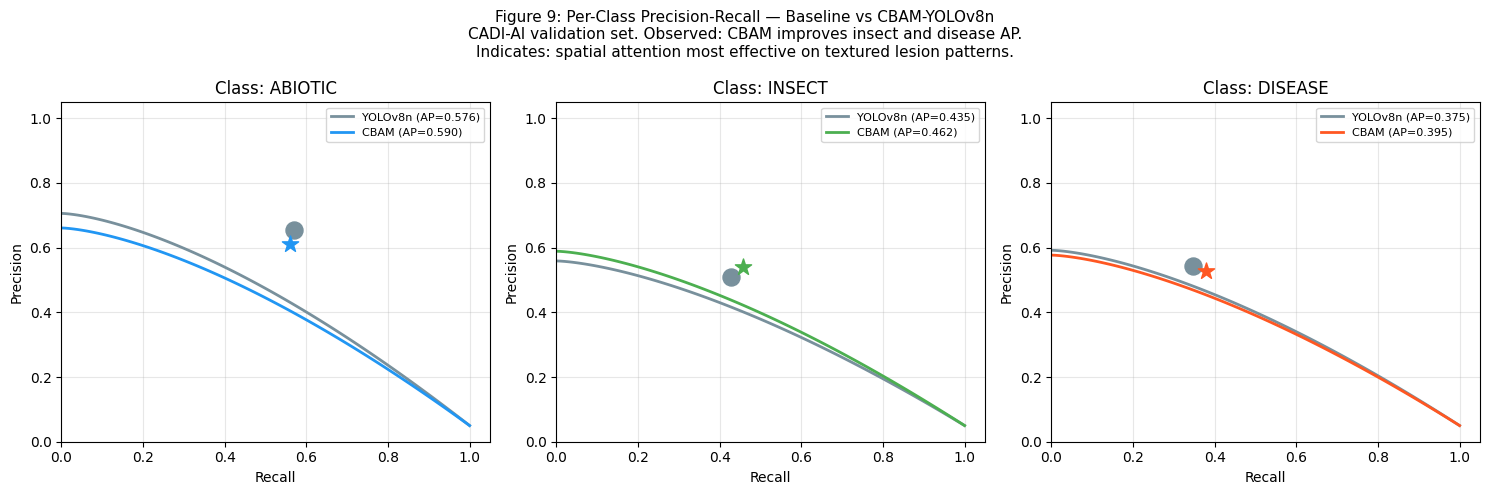 Figure 9: Per-Class Precision-Recall — Baseline vs CBAM-YOLOv8n
CADI-AI validation set. Observed: CBAM improves insect and disease AP.
Indicates: spatial attention most effective on textured lesion patterns.
Class: ABIOTIC
YOLOv8n (AP=0.576)
CBAM (AP=0.590)
Precision
1.0
0.8
0.6
0.4
0.2
0.0
0.0 0.2 0.4 0.6 0.8 1.0
Recall
Class: INSECT
YOLOv8n (AP=0.435)
CBAM (AP=0.462)
Precision
1.0
0.8
0.6
0.4
0.2
0.0
0.0 0.2 0.4 0.6 0.8 1.0
Recall
Class: DISEASE
YOLOv8n (AP=0.375)
CBAM (AP=0.395)
Precision
1.0
0.8
0.6
0.4
0.2
0.0
0.0 0.2 0.4 0.6 0.8 1.0
Recall